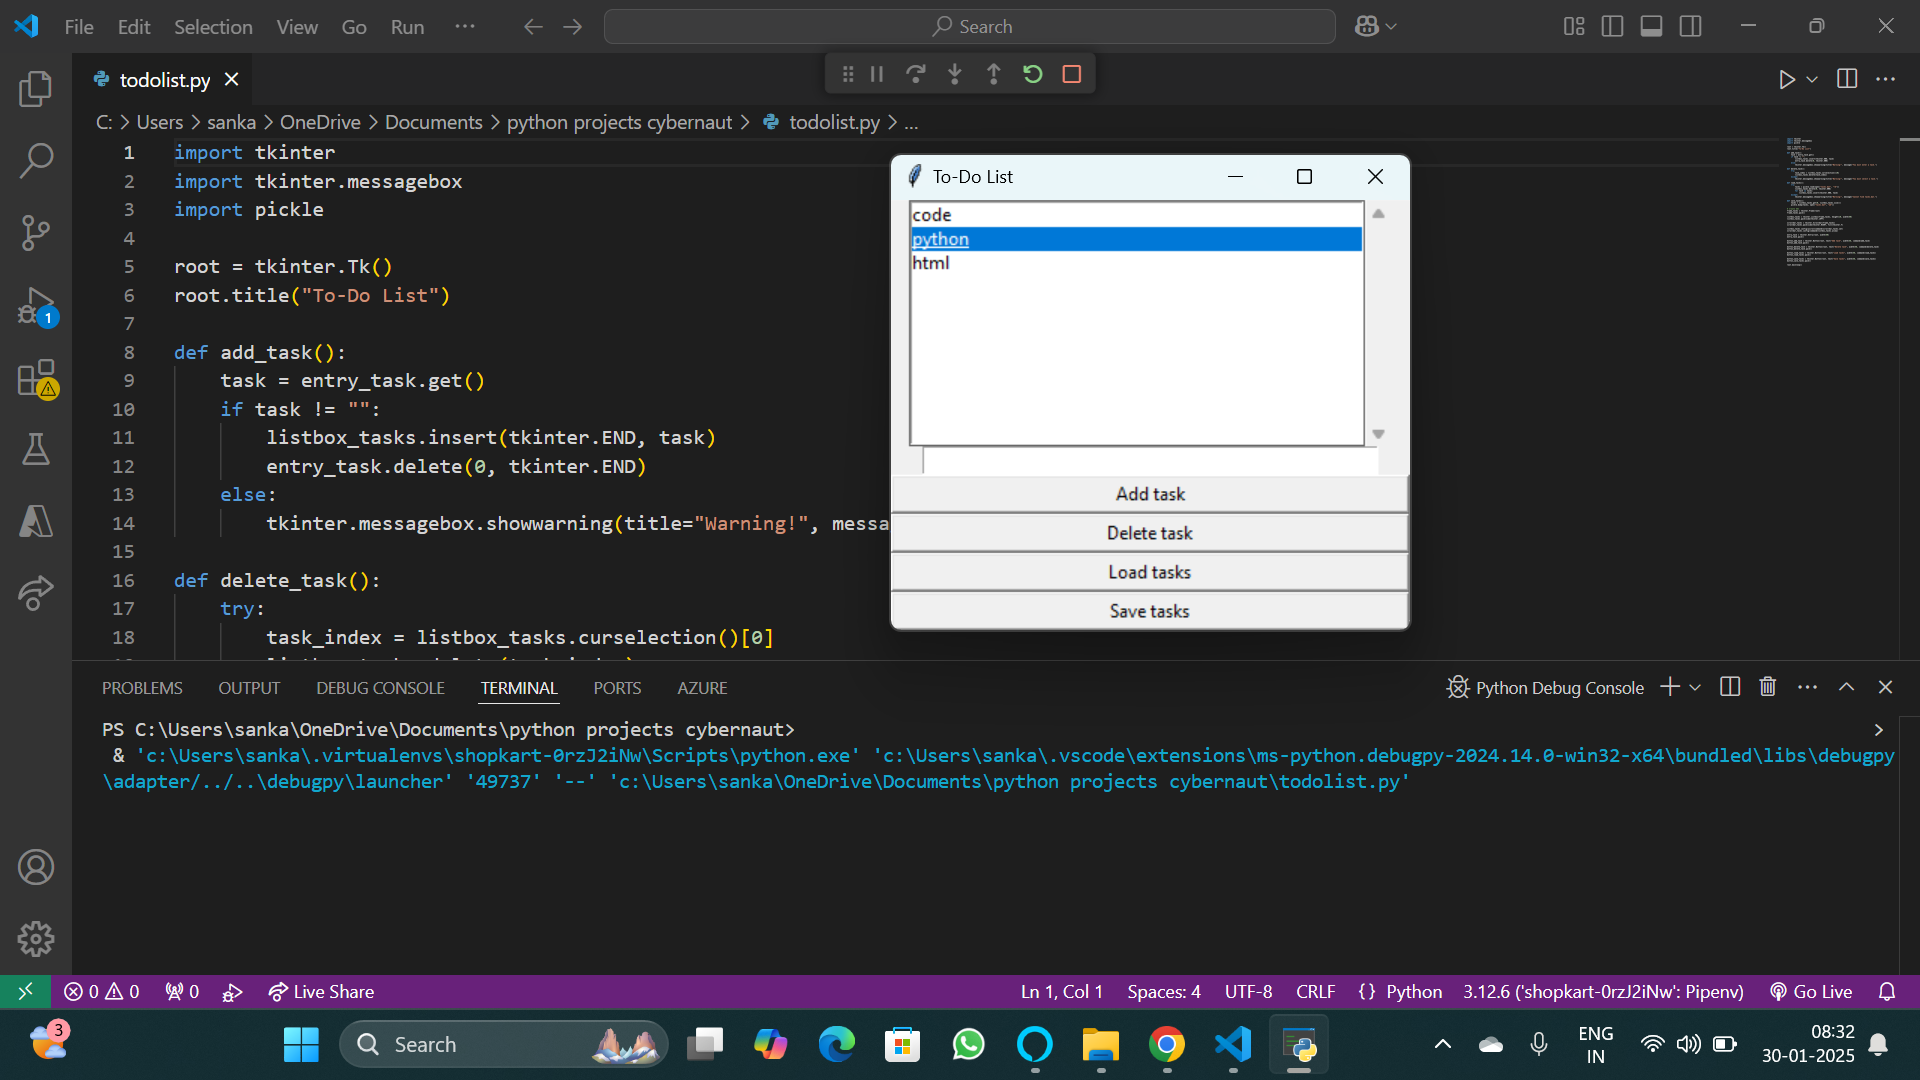 File Edit Selection View Go Run ··· Search
todolist.py
C: > Users > sanka > OneDrive > Documents > python projects cybernaut > todolist.py > ...
1 import tkinter
2 import tkinter.messagebox
3 import pickle
4
5 root = tkinter.Tk()
6 root.title("To-Do List")
7
8 def add_task():
9 task = entry_task.get()
10 if task != "":
11 listbox_tasks.insert(tkinter.END, task)
12 entry_task.delete(0, tkinter.END)
13 else:
14 tkinter.messagebox.showwarning(title="Warning!", messa
15
16 def delete_task():
17 try:
18 task_index = listbox_tasks.curselection()[0]
To-Do List
code
python
html
Add task
Delete task
Load tasks
Save tasks
1
PROBLEMS OUTPUT DEBUG CONSOLE TERMINAL PORTS AZURE Python Debug Console
PS C:\Users\sanka\OneDrive\Documents\python projects cybernaut>
& 'c:\Users\sanka\.virtualenvs\shopkart-0rzJ2iNw\Scripts\python.exe' 'c:\Users\sanka\.vscode\extensions\ms-python.debugpy-2024.14.0-win32-x64\bundled\libs\debugpy
\adapter/../..\debugpy\launcher' '49737' '--' 'c:\Users\sanka\OneDrive\Documents\python projects cybernaut\todolist.py'
0 0 0 Live Share Ln 1, Col 1 Spaces: 4 UTF-8 CRLF {} Python 3.12.6 ('shopkart-0rzJ2iNw': Pipenv) Go Live
3 Search ENG 08:32
IN 30-01-2025